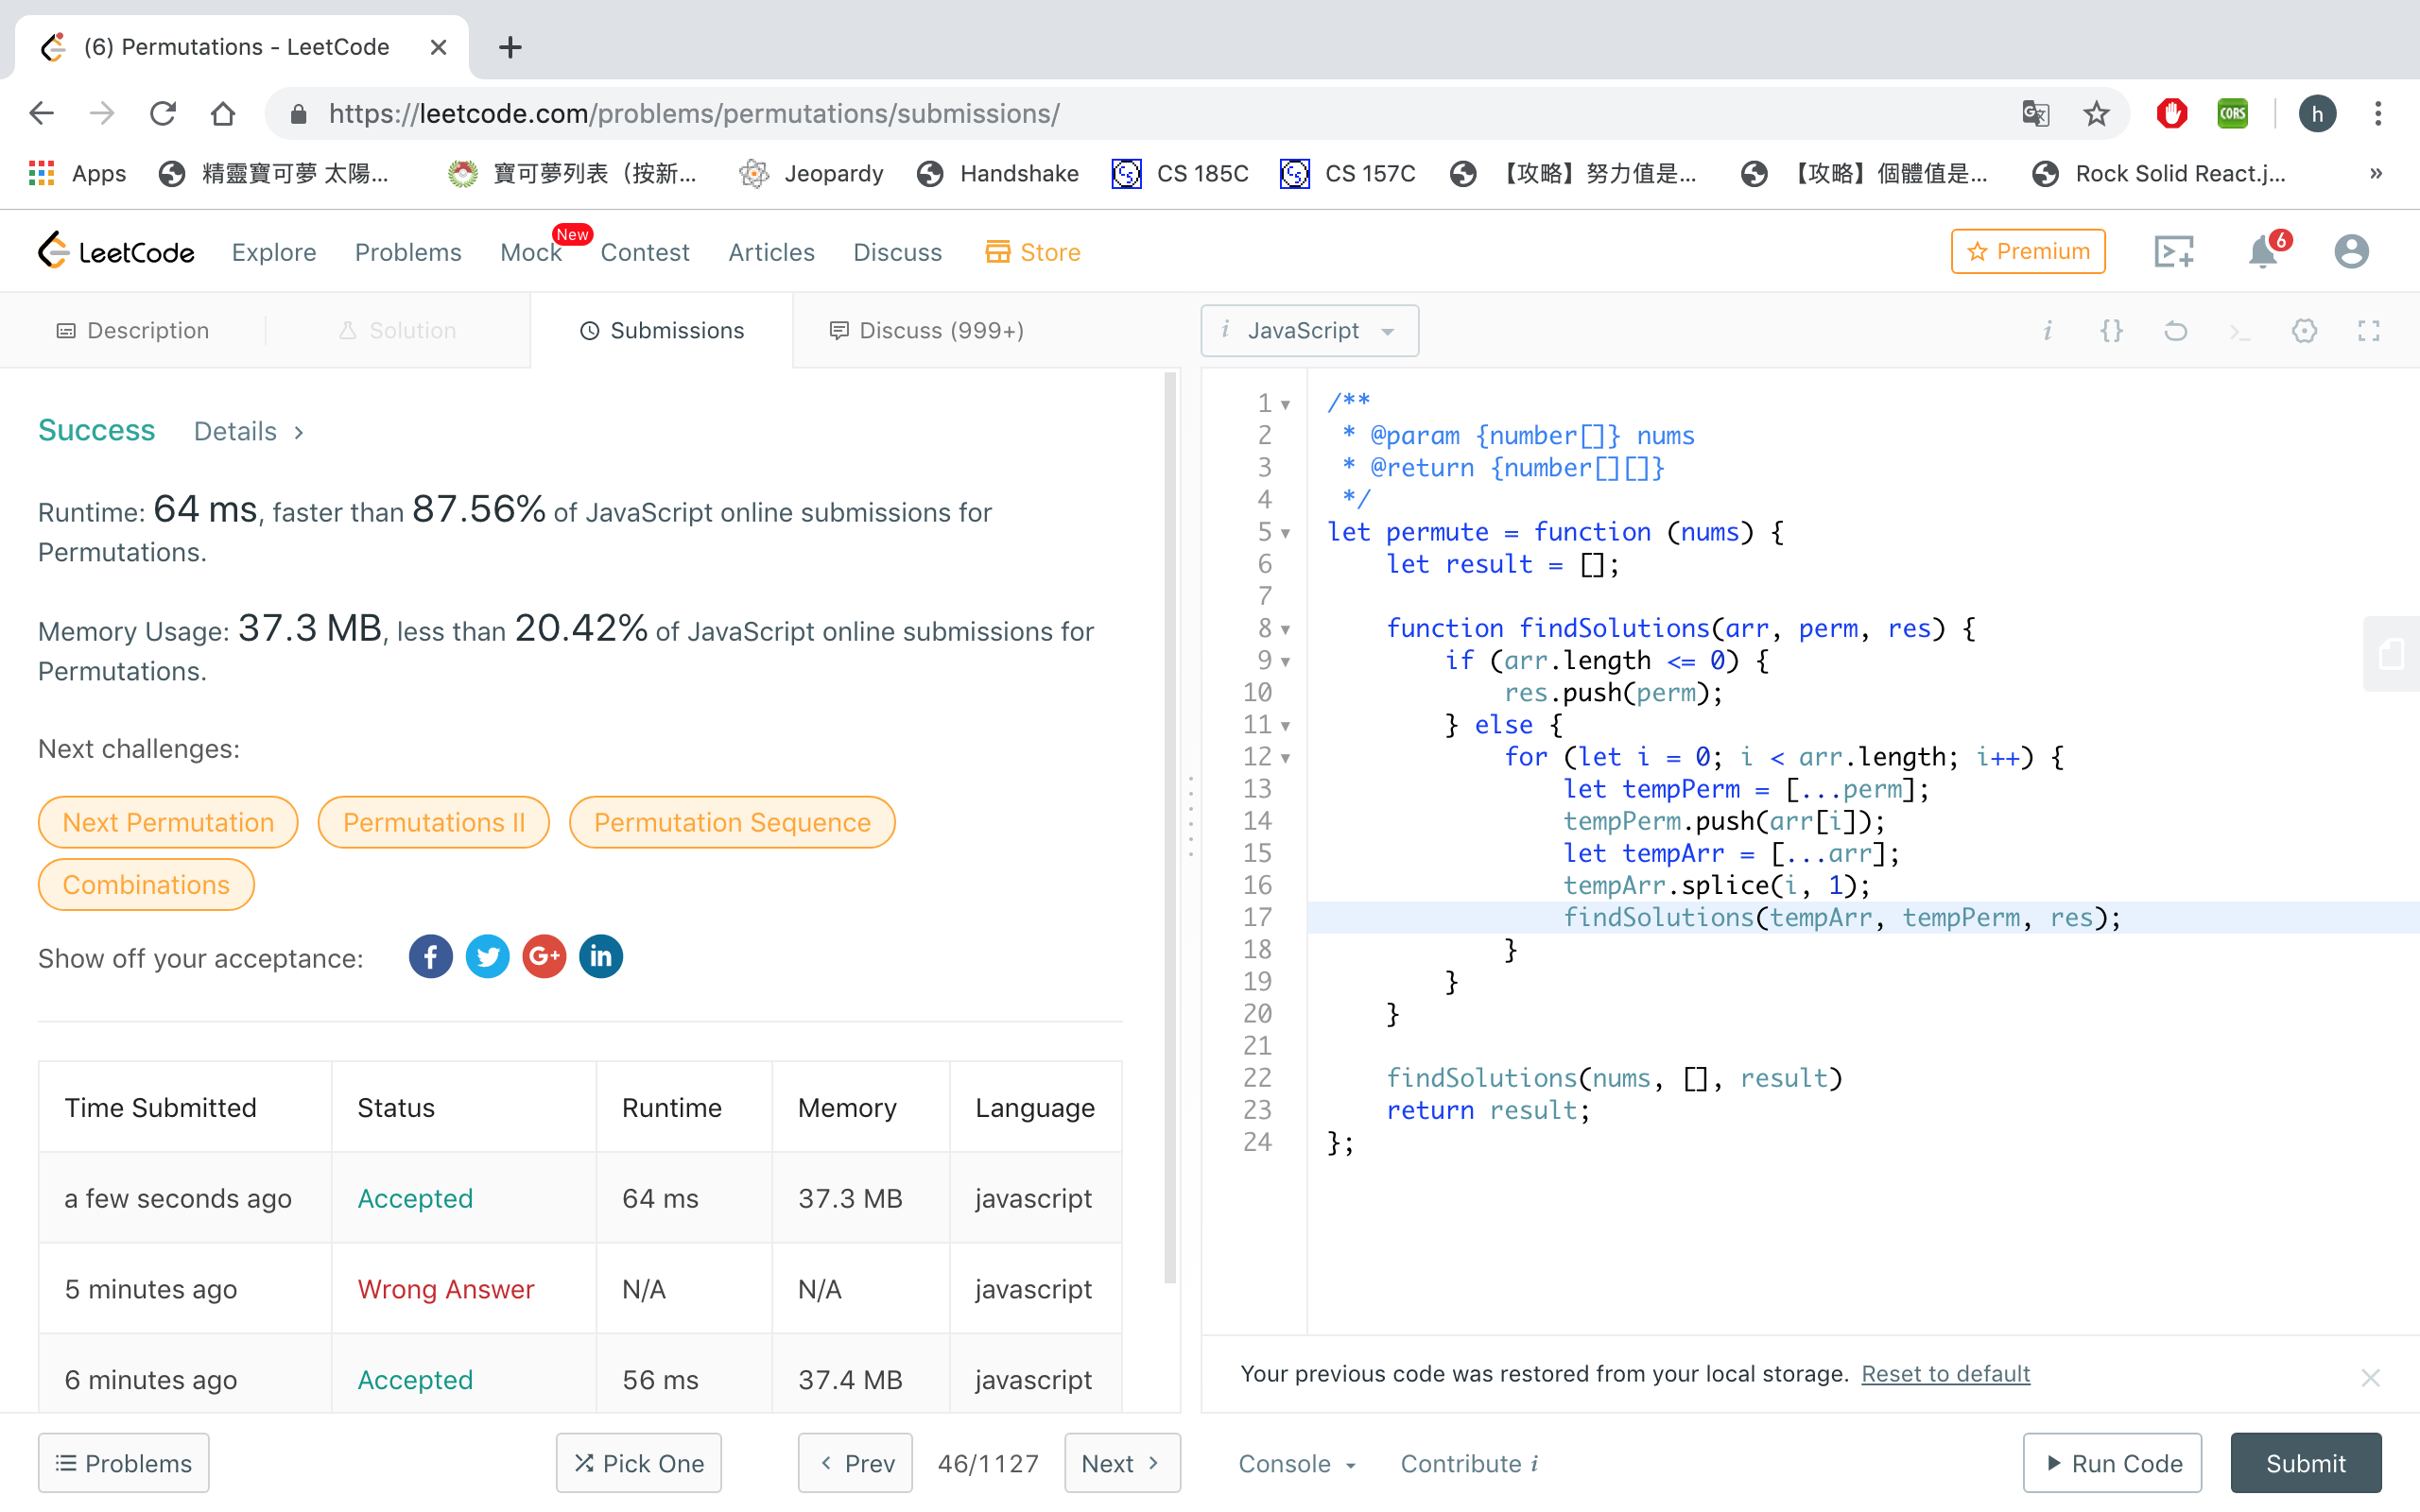 (6) Permutations - LeetCode
https://leetcode.com/problems/permutations/submissions/
CORS
h
Apps
精靈寶可夢 太陽...
寶可夢列表（按新...
Jeopardy
Handshake
CS 185C
CS 157C
【攻略】努力值是...
【攻略】個體值是...
Rock Solid React.j...
»
LeetCode
Explore
Problems
Mock
New
Contest
Articles
Discuss
Store
Premium
6
Description
Solution
Submissions
Discuss (999+)
i JavaScript
i {}
Success
Details >
Runtime: 64 ms, faster than 87.56% of JavaScript online submissions for
Permutations.
Memory Usage: 37.3 MB, less than 20.42% of JavaScript online submissions for
Permutations.
Next challenges:
Next Permutation
Permutations II
Permutation Sequence
Combinations
Show off your acceptance:
f
G+
in
Time Submitted Status Runtime Memory Language
a few seconds ago Accepted 64 ms 37.3 MB javascript
5 minutes ago Wrong Answer N/A N/A javascript
6 minutes ago Accepted 56 ms 37.4 MB javascript
1 /**
2  * @param {number[]} nums
3  * @return {number[][]}
4  */
5 let permute = function (nums) {
6     let result = [];
7
8     function findSolutions(arr, perm, res) {
9         if (arr.length <= 0) {
10             res.push(perm);
11         } else {
12             for (let i = 0; i < arr.length; i++) {
13                 let tempPerm = [...perm];
14                 tempPerm.push(arr[i]);
15                 let tempArr = [...arr];
16                 tempArr.splice(i, 1);
17                 findSolutions(tempArr, tempPerm, res);
18             }
19         }
20     }
21
22     findSolutions(nums, [], result)
23     return result;
24 };
Your previous code was restored from your local storage. Reset to default
Problems
Pick One
< Prev
46/1127
Next >
Console
Contribute i
Run Code
Submit